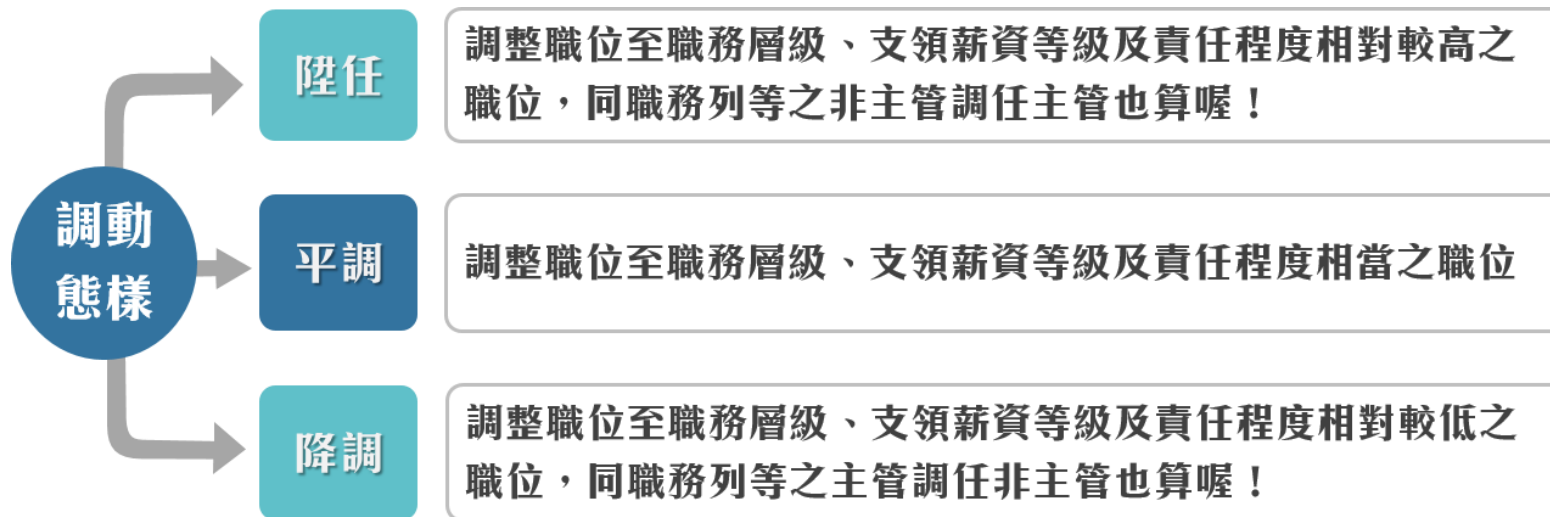 陞任
調整職位至職務層級、支領薪資等級及責任程度相對較高之
職位，同職務列等之非主管調任主管也算喔！
調動
態樣
平調
調整職位至職務層級、支領薪資等級及責任程度相當之職位
降調
調整職位至職務層級、支領薪資等級及責任程度相對較低之
職位，同職務列等之主管調任非主管也算喔！